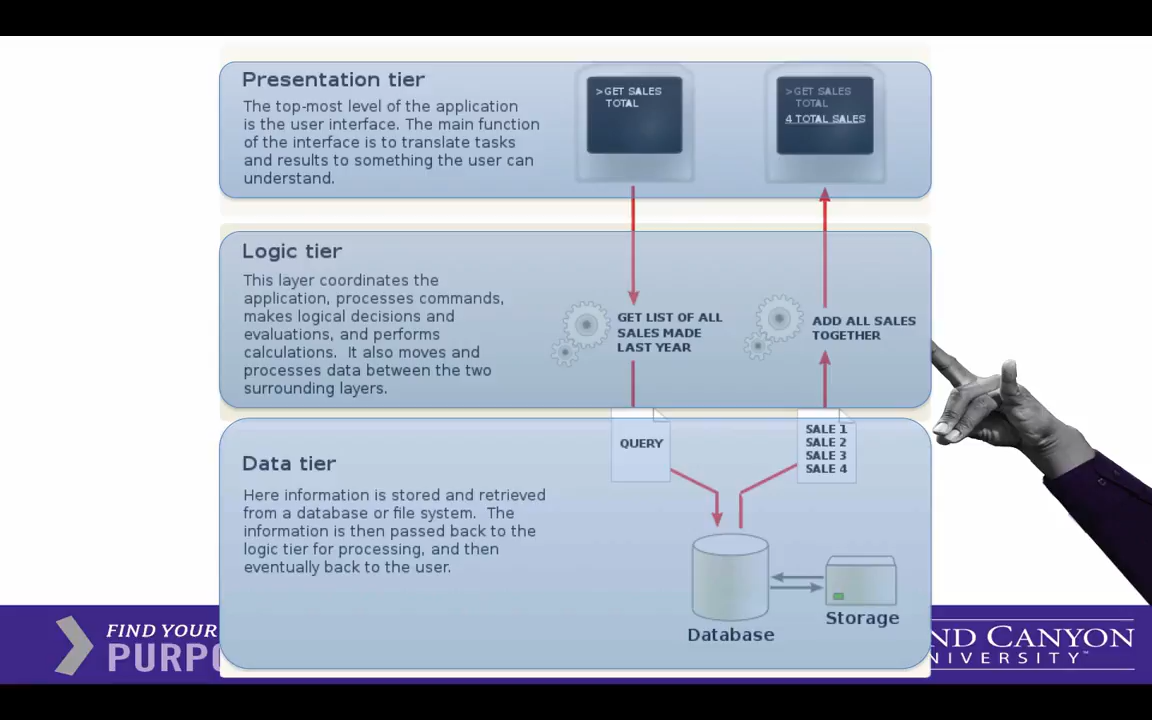 Presentation tier
The top-most level of the application
is the user interface. The main function
of the interface is to translate tasks
and results to something the user can
understand.
>GET SALES
TOTAL
>GET SALES
TOTAL
4 TOTAL SALES
Logic tier
This layer coordinates the
application, processes commands,
makes logical decisions and
evaluations, and performs
calculations. It also moves and
processes data between the two
surrounding layers.
GET LIST OF ALL
SALES MADE
LAST YEAR
ADD ALL SALES
TOGETHER
Data tier
Here information is stored and retrieved
from a database or file system. The
information is then passed back to the
logic tier for processing, and then
eventually back to the user.
QUERY
SALE 1
SALE 2
SALE 3
SALE 4
Database
Storage
FIND YOUR
PURPO
ND CANYON
NIVERSITY™